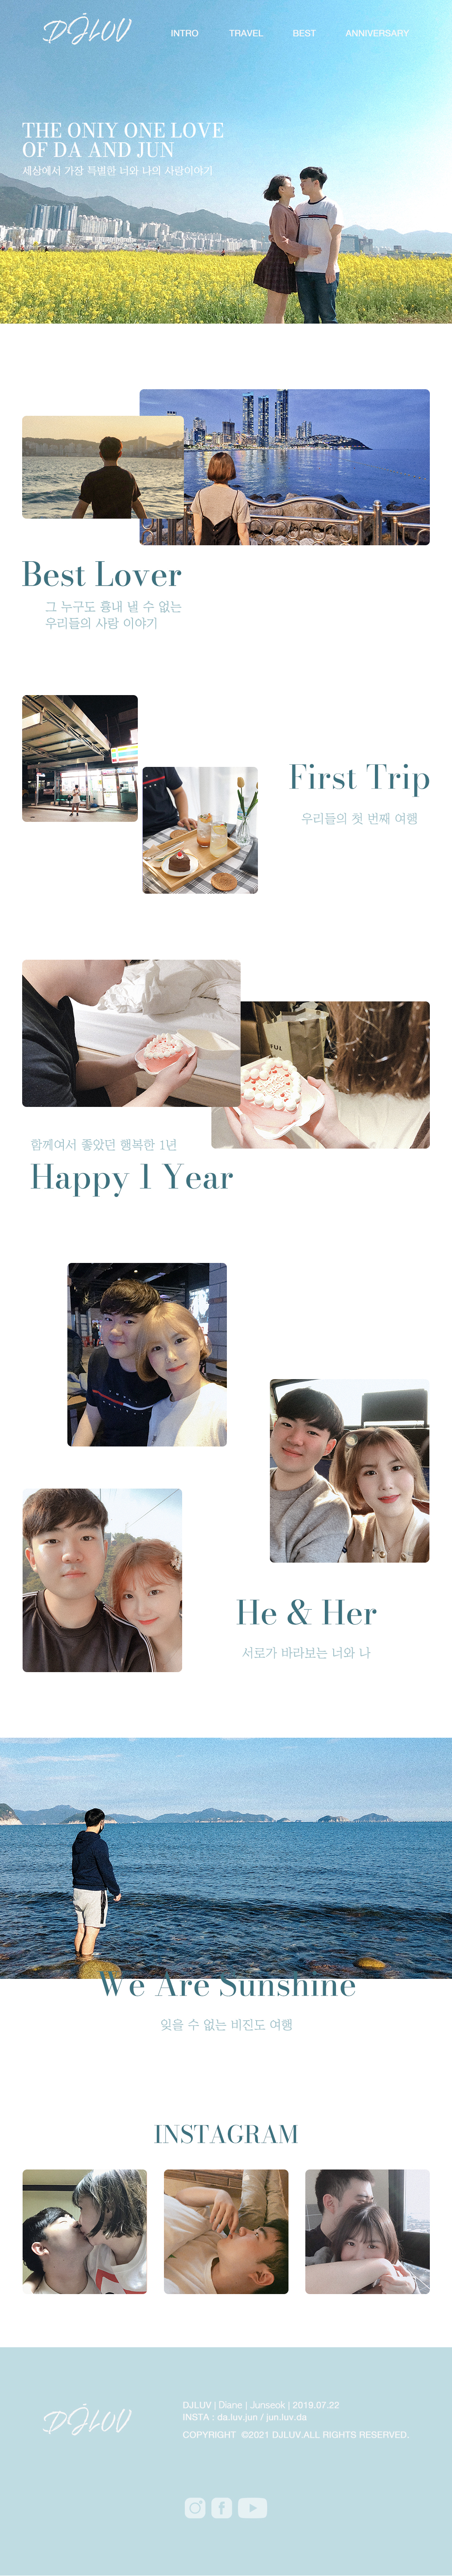 DJLUV
INTRO TRAVEL BEST ANNIVERSARY
THE ONIY ONE LOVE
OF DA AND JUN
세상에서 가장 특별한 너와 나의 사랑이야기
Best Lover
그 누구도 흉내 낼 수 없는
우리들의 사랑 이야기
First Trip
우리들의 첫 번째 여행
함께여서 좋았던 행복한 1년
Happy 1 Year
He & Her
서로가 바라보는 너와 나
We Are Sunshine
잊을 수 없는 비진도 여행
INSTAGRAM
DJLUV
DJLUV | Diane | Junseok | 2019.07.22
INSTA : da.luv.jun / jun.luv.da
COPYRIGHT ©2021 DJLUV.ALL RIGHTS RESERVED.